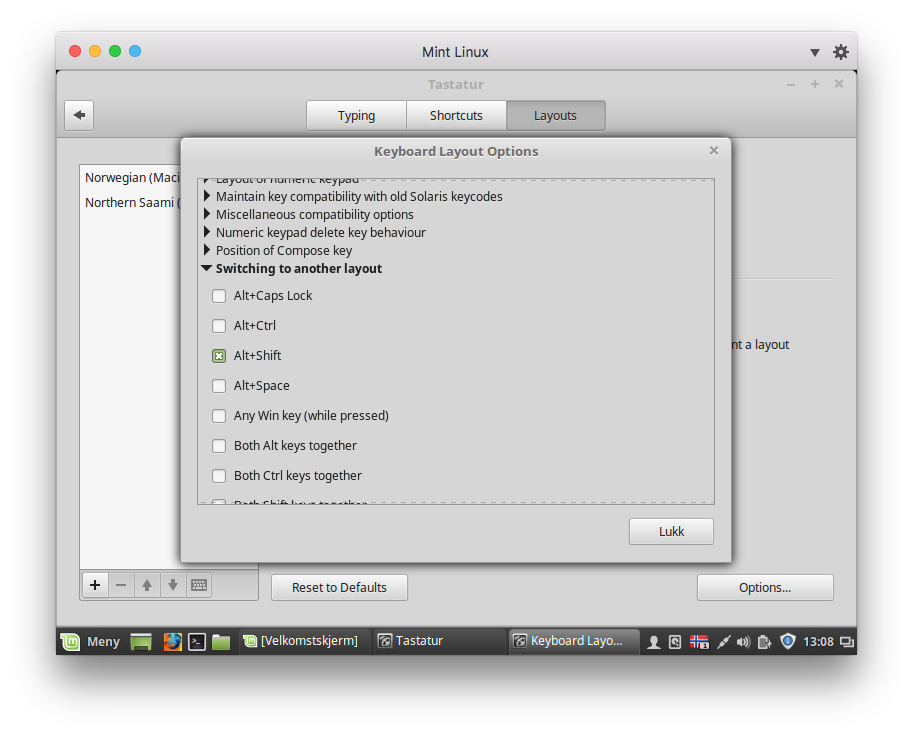 Mint Linux
Tastatur
Typing
Shortcuts
Layouts
Keyboard Layout Options
Norwegian (Maci
Northern Saami (
Layout of numeric keypad
Maintain key compatibility with old Solaris keycodes
Miscellaneous compatibility options
Numeric keypad delete key behaviour
Position of Compose key
Switching to another layout
Alt+Caps Lock
Alt+Ctrl
Alt+Shift
nt a layout
Alt+Space
Any Win key (while pressed)
Both Alt keys together
Both Ctrl keys together
Both Shift keys together
Lukk
Reset to Defaults
Options...
Meny
[Velkomstskjerm]
Tastatur
Keyboard Layo...
1
13:08